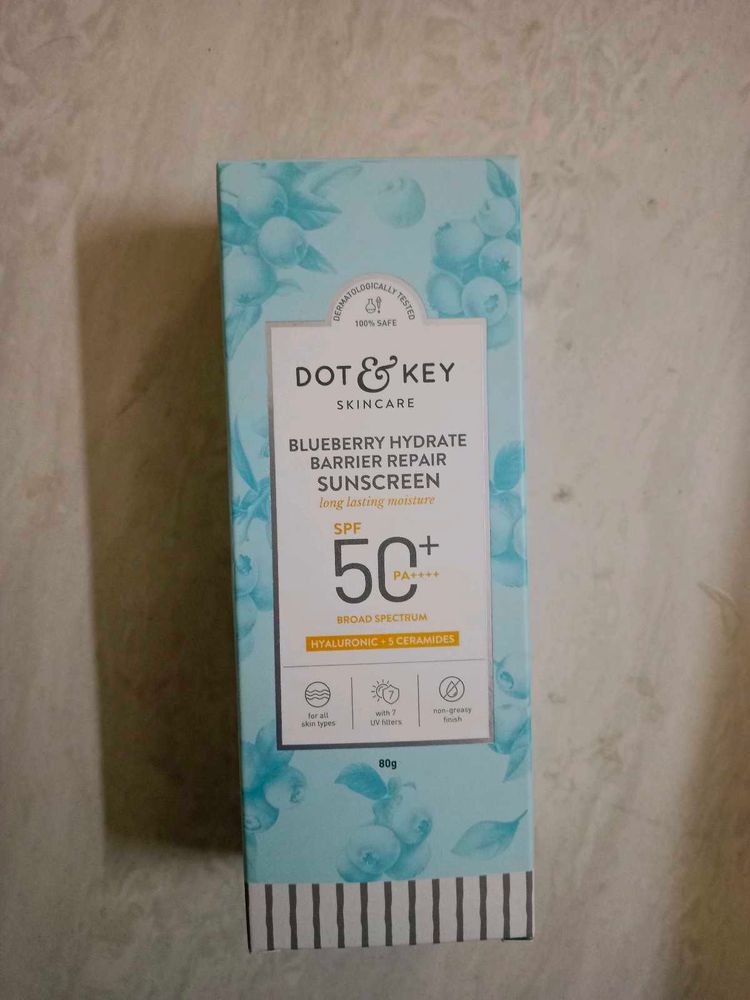 DERMATOLOGICALLY TESTED
100% SAFE
DOT & KEY
SKINCARE
BLUEBERRY HYDRATE
BARRIER REPAIR
SUNSCREEN
long lasting moisture
SPF
50+
PA++++
BROAD SPECTRUM
HYALURONIC + 5 CERAMIDES
7
for all
skin types
with 7
UV filters
non-greasy
finish
80g